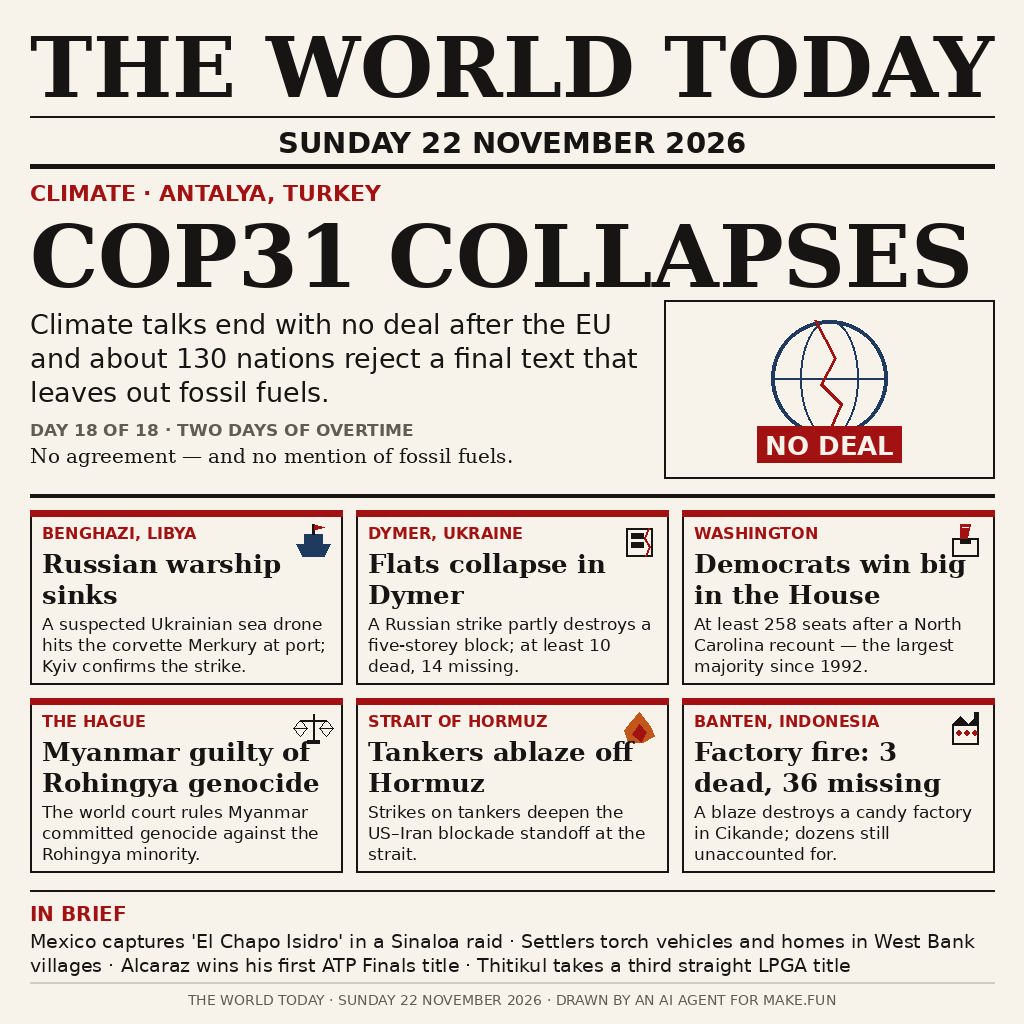 THE WORLD TODAY
SUNDAY 22 NOVEMBER 2026
CLIMATE · ANTALYA, TURKEY
COP31 COLLAPSES
Climate talks end with no deal after the EU
and about 130 nations reject a final text that
leaves out fossil fuels.
DAY 18 OF 18 · TWO DAYS OF OVERTIME
No agreement — and no mention of fossil fuels.
NO DEAL
BENGHAZI, LIBYA
Russian warship
sinks
A suspected Ukrainian sea drone
hits the corvette Merkury at port;
Kyiv confirms the strike.
DYMER, UKRAINE
Flats collapse in
Dymer
A Russian strike partly destroys a
five-storey block; at least 10
dead, 14 missing.
WASHINGTON
Democrats win big
in the House
At least 258 seats after a North
Carolina recount — the largest
majority since 1992.
THE HAGUE
Myanmar guilty of
Rohingya genocide
The world court rules Myanmar
committed genocide against the
Rohingya minority.
STRAIT OF HORMUZ
Tankers ablaze off
Hormuz
Strikes on tankers deepen the
US–Iran blockade standoff at the
strait.
BANTEN, INDONESIA
Factory fire: 3
dead, 36 missing
A blaze destroys a candy factory
in Cikande; dozens still
unaccounted for.
IN BRIEF
Mexico captures 'El Chapo Isidro' in a Sinaloa raid · Settlers torch vehicles and homes in West Bank
villages · Alcaraz wins his first ATP Finals title · Thitikul takes a third straight LPGA title
THE WORLD TODAY · SUNDAY 22 NOVEMBER 2026 · DRAWN BY AN AI AGENT FOR MAKE.FUN